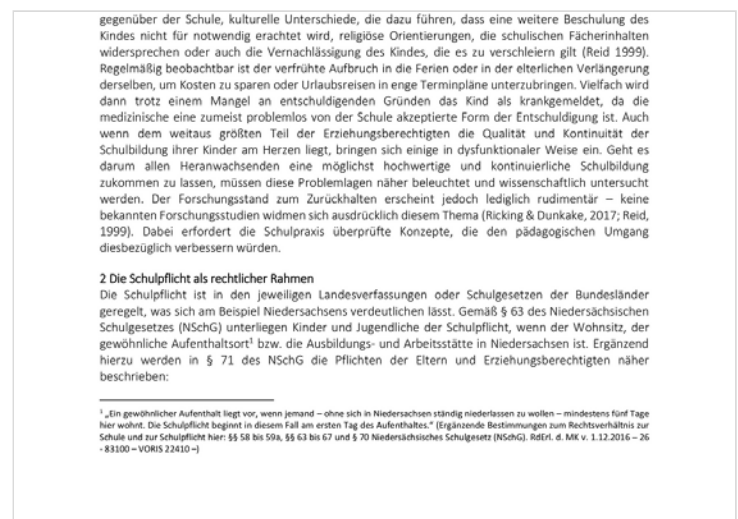 gegenüber der Schule, kulturelle Unterschiede, die dazu führen, dass eine weitere Beschulung des
Kindes nicht für notwendig erachtet wird, religiöse Orientierungen, die schulischen Fächerinhalten
widersprechen oder auch die Vernachlässigung des Kindes, die es zu verschleiern gilt (Reid 1999).
Regelmäßig beobachtbar ist der verfrühte Aufbruch in die Ferien oder in der elterlichen Verlängerung
derselben, um Kosten zu sparen oder Urlaubsreisen in enge Terminpläne unterzubringen. Vielfach wird
dann trotz einem Mangel an entschuldigenden Gründen das Kind als krankgemeldet, da die
medizinische eine zumeist problemlos von der Schule akzeptierte Form der Entschuldigung ist. Auch
wenn dem weitaus größten Teil der Erziehungsberechtigten die Qualität und Kontinuität der
Schulbildung ihrer Kinder am Herzen liegt, bringen sich einige in dysfunktionaler Weise ein. Geht es
darum allen Heranwachsenden eine möglichst hochwertige und kontinuierliche Schulbildung
zukommen zu lassen, müssen diese Problemlagen näher beleuchtet und wissenschaftlich untersucht
werden. Der Forschungsstand zum Zurückhalten erscheint jedoch lediglich rudimentär – keine
bekannten Forschungsstudien widmen sich ausdrücklich diesem Thema (Ricking & Dunkake, 2017; Reid,
1999). Dabei erfordert die Schulpraxis überprüfte Konzepte, die den pädagogischen Umgang
diesbezüglich verbessern würden.
2 Die Schulpflicht als rechtlicher Rahmen
Die Schulpflicht ist in den jeweiligen Landesverfassungen oder Schulgesetzen der Bundesländer
geregelt, was sich am Beispiel Niedersachsens verdeutlichen lässt. Gemäß § 63 des Niedersächsischen
Schulgesetzes (NSchG) unterliegen Kinder und Jugendliche der Schulpflicht, wenn der Wohnsitz, der
gewöhnliche Aufenthaltsort¹ bzw. die Ausbildungs- und Arbeitsstätte in Niedersachsen ist. Ergänzend
hierzu werden in § 71 des NSchG die Pflichten der Eltern und Erziehungsberechtigten näher
beschrieben:
¹ „Ein gewöhnlicher Aufenthalt liegt vor, wenn jemand – ohne sich in Niedersachsen ständig niederlassen zu wollen – mindestens fünf Tage
hier wohnt. Die Schulpflicht beginnt in diesem Fall am ersten Tag des Aufenthaltes.“ (Ergänzende Bestimmungen zum Rechtsverhältnis zur
Schule und zur Schulpflicht hier: §§ 58 bis 59a, §§ 63 bis 67 und § 70 Niedersächsisches Schulgesetz (NSchG). RdErl. d. MK v. 1.12.2016 – 26
- 83100 – VORIS 22410 –)